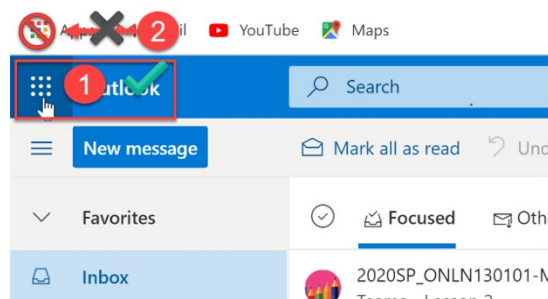 2 YouTube Maps
1 Outlook Search
New message Mark all as read
Favorites Focused
Inbox 2020SP_ONLN130101-